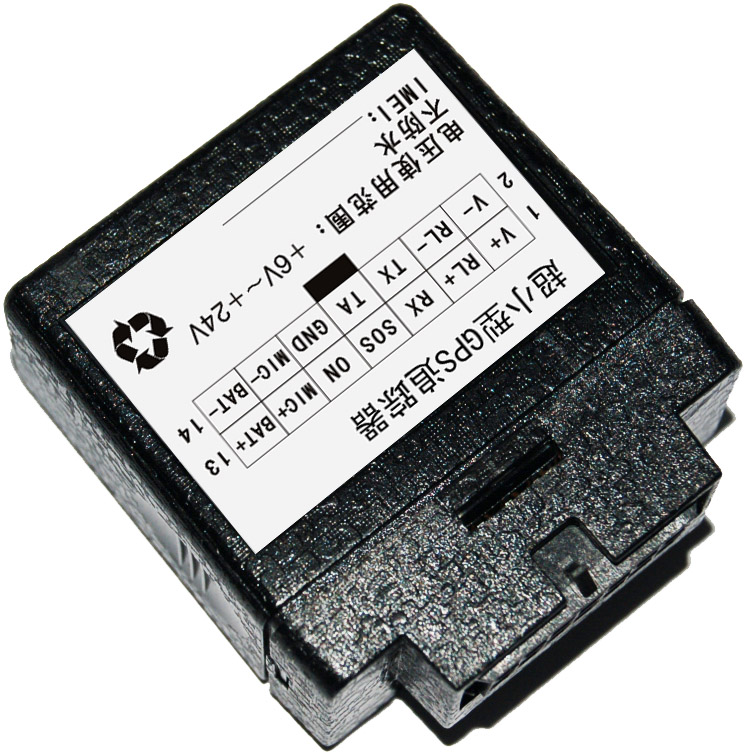 超小型GPS追踪器
1 V+ RL+ RX SOS ON MIC+ BAT+ 13
2 V- RL- TX TA GND MIC- BAT- 14
电压使用范围：+6V～+24V
不防水
IMEI: